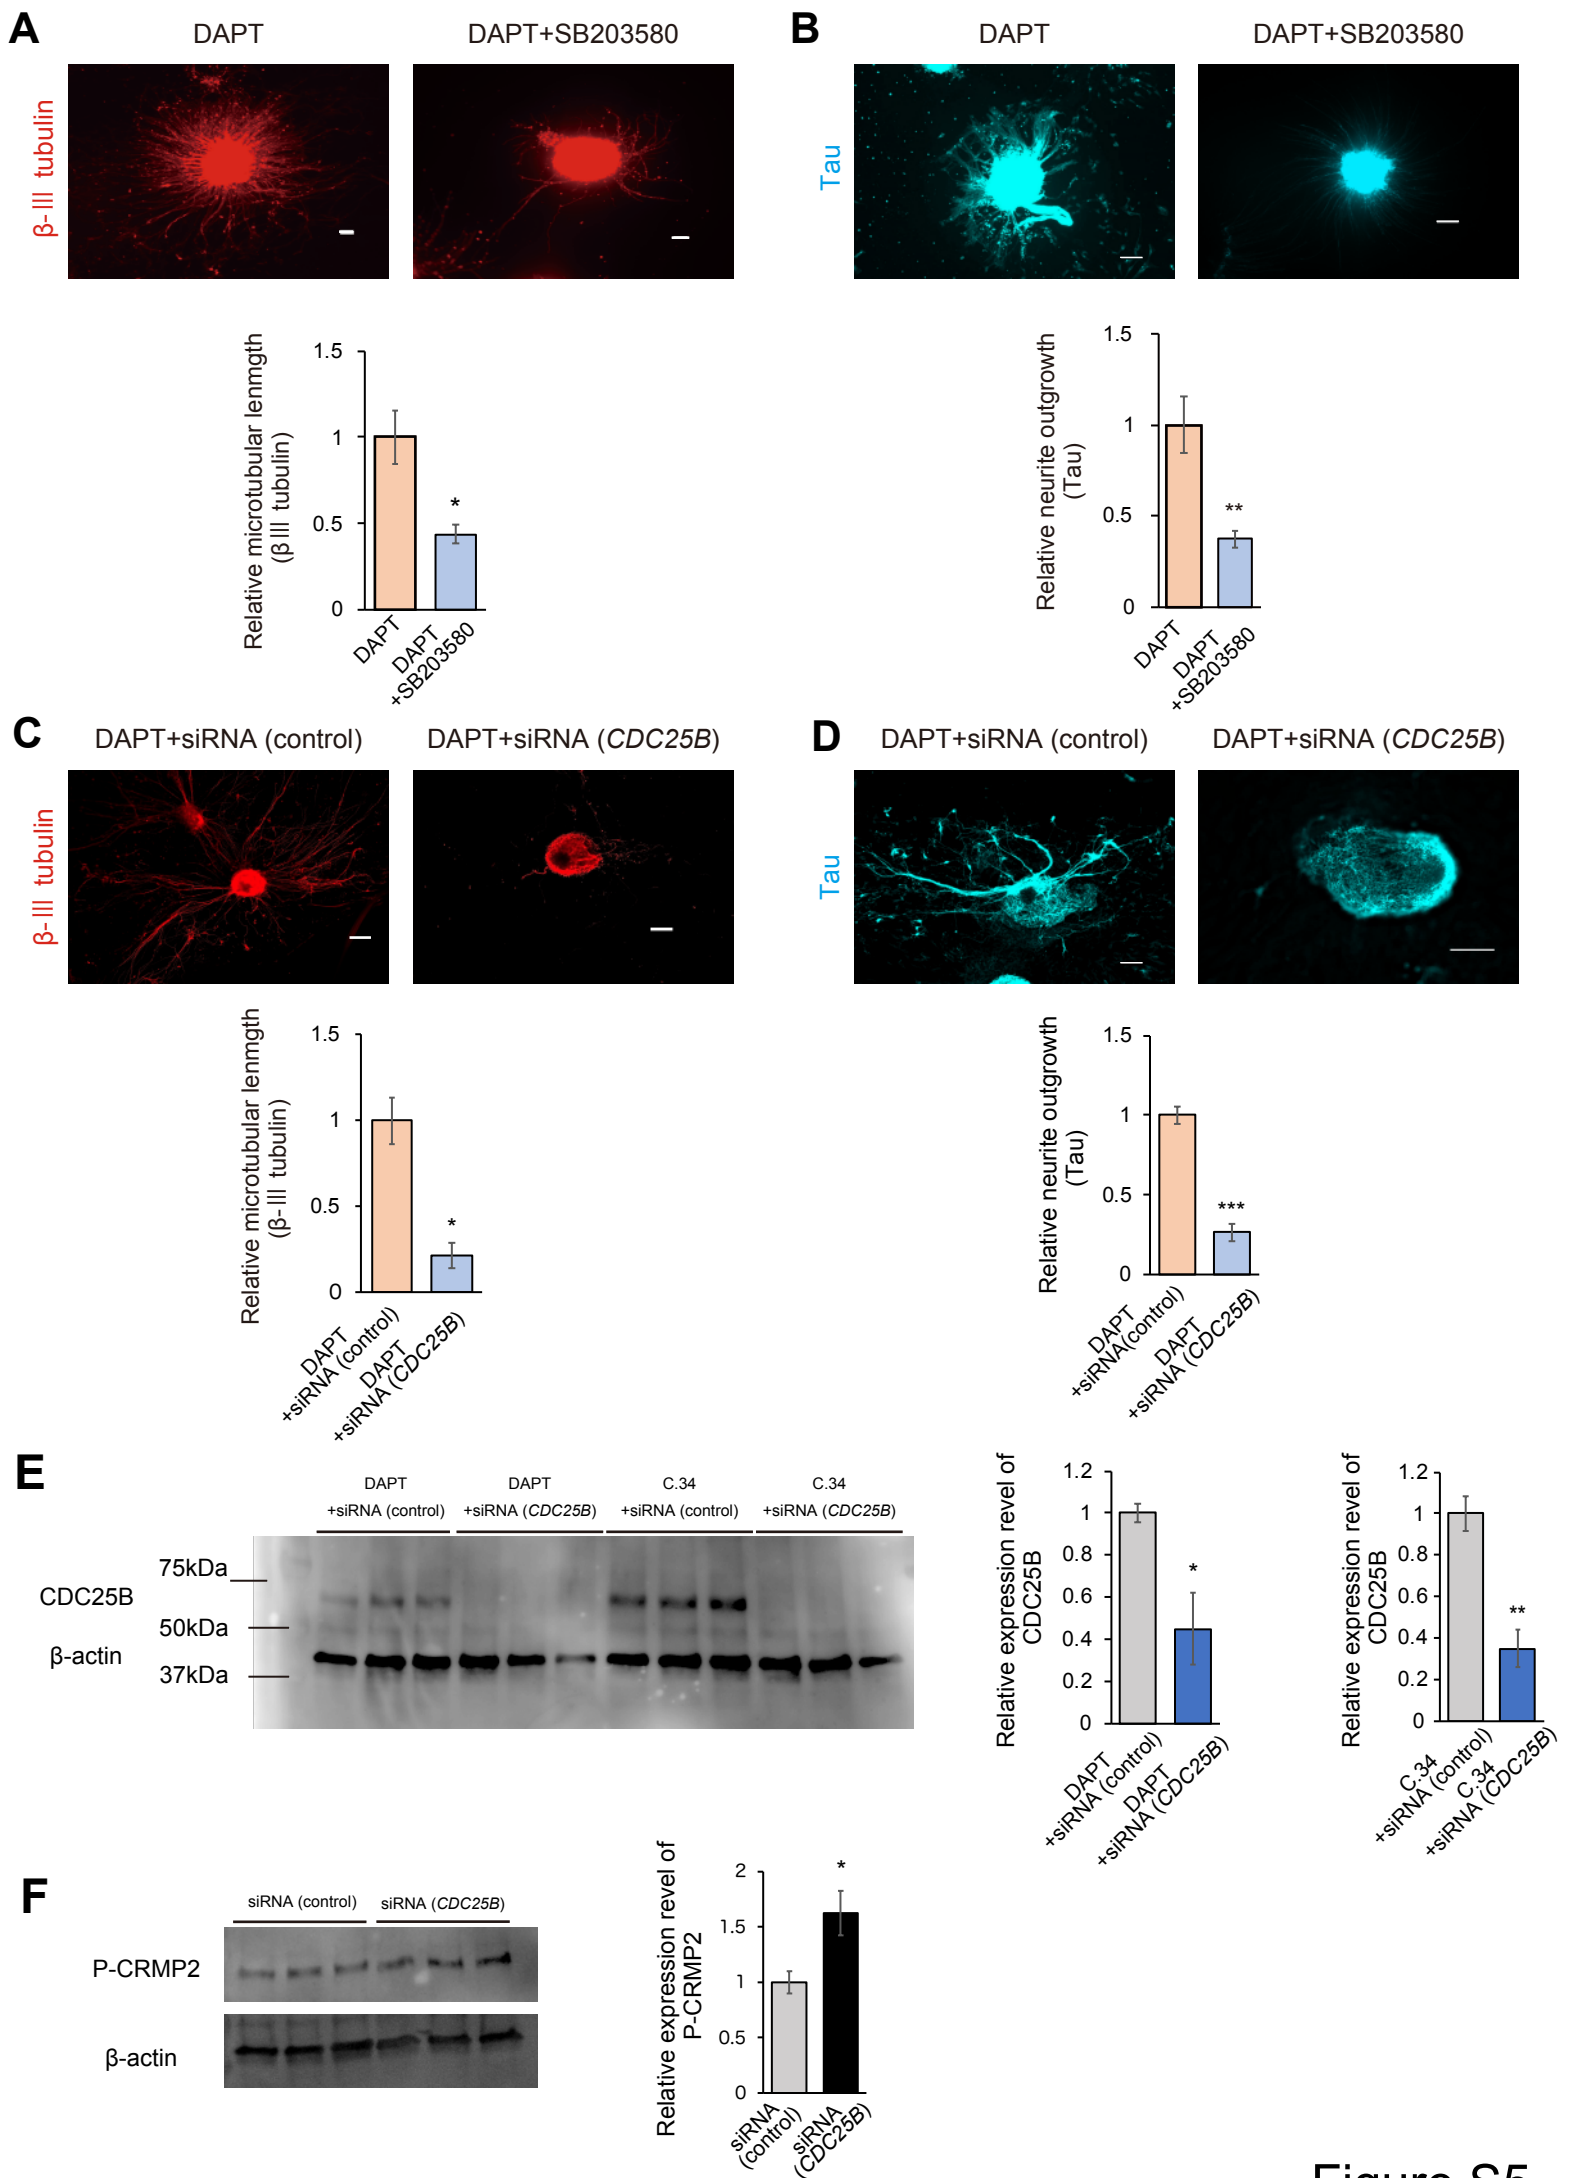 A
DAPT
DAPT+SB203580
β-III tubulin
Relative microtubular lenmgth
(βIII tubulin)
1.5
1
0.5
0
*
DAPT
DAPT
+SB203580
B
DAPT
DAPT+SB203580
Tau
Relative neurite outgrowth
(Tau)
1.5
1
0.5
0
**
DAPT
DAPT
+SB203580
C
DAPT+siRNA (control)
DAPT+siRNA (CDC25B)
β-III tubulin
Relative microtubular lenmgth
(β-III tubulin)
1.5
1
0.5
0
*
DAPT
+siRNA (control)
DAPT
+siRNA (CDC25B)
D
DAPT+siRNA (control)
DAPT+siRNA (CDC25B)
Tau
Relative neurite outgrowth
(Tau)
1.5
1
0.5
0
***
DAPT
+siRNA(control)
DAPT
+siRNA (CDC25B)
E
DAPT
+siRNA (control)
DAPT
+siRNA (CDC25B)
C.34
+siRNA (control)
C.34
+siRNA (CDC25B)
75kDa
CDC25B
50kDa
β-actin
37kDa
Relative expression level of
CDC25B
1.2
1
0.8
0.6
0.4
0.2
0
*
DAPT
+siRNA (control)
DAPT
+siRNA (CDC25B)
Relative expression level of
CDC25B
1.2
1
0.8
0.6
0.4
0.2
0
**
C.34
+siRNA (control)
C.34
+siRNA (CDC25B)
F
siRNA (control)
siRNA (CDC25B)
P-CRMP2
β-actin
Relative expression revel of
P-CRMP2
2
1.5
1
0.5
0
*
siRNA
(control)
siRNA
(CDC25B)
Figure S5